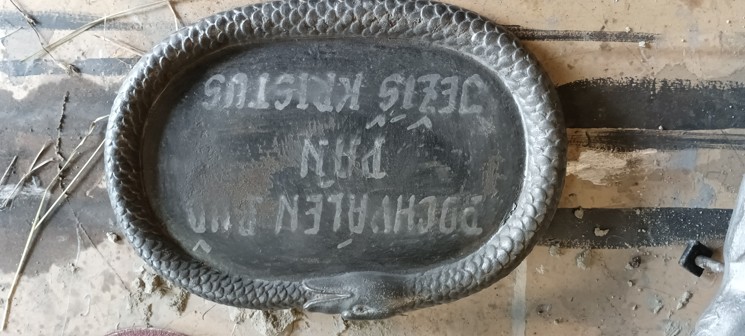 POCHVÁLEN BUĎ
PÁN
JEŽÍŠ KRISTUS